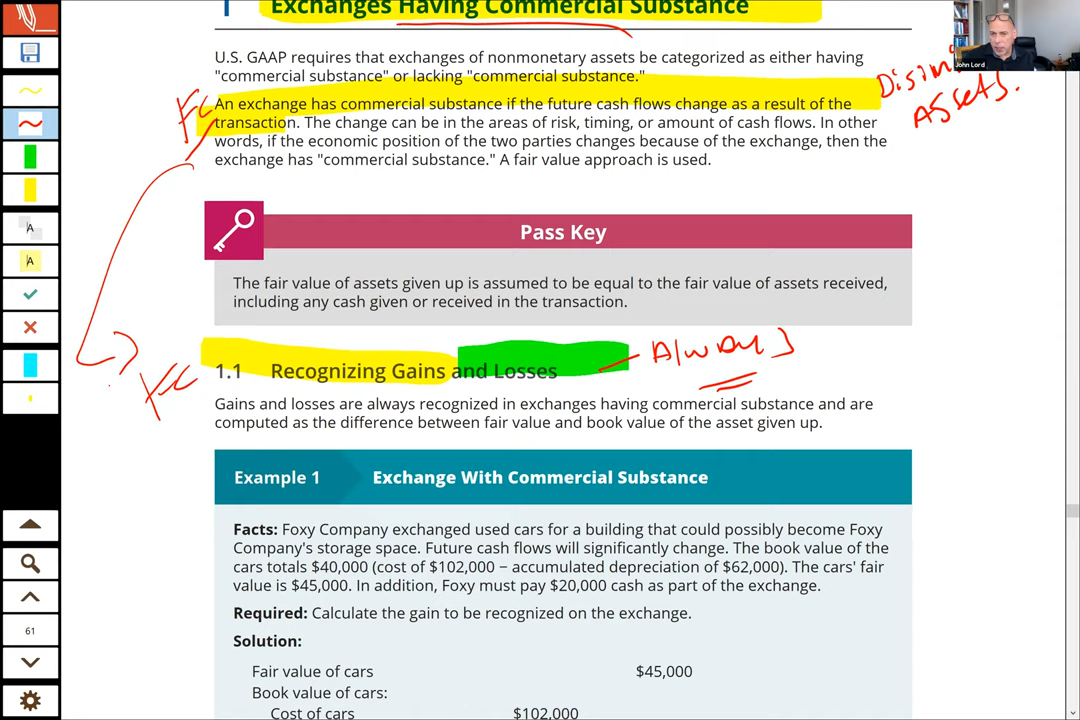 1 Exchanges Having Commercial Substance
U.S. GAAP requires that exchanges of nonmonetary assets be categorized as either having
"commercial substance" or lacking "commercial substance."
An exchange has commercial substance if the future cash flows change as a result of the
transaction. The change can be in the areas of risk, timing, or amount of cash flows. In other
words, if the economic position of the two parties changes because of the exchange, then the
exchange has "commercial substance." A fair value approach is used.
John Lord
Assets.
Pass Key
The fair value of assets given up is assumed to be equal to the fair value of assets received,
including any cash given or received in the transaction.
Always
1.1 Recognizing Gains and Losses
Gains and losses are always recognized in exchanges having commercial substance and are
computed as the difference between fair value and book value of the asset given up.
Example 1 Exchange With Commercial Substance
Facts: Foxy Company exchanged used cars for a building that could possibly become Foxy
Company's storage space. Future cash flows will significantly change. The book value of the
cars totals $40,000 (cost of $102,000 − accumulated depreciation of $62,000). The cars' fair
value is $45,000. In addition, Foxy must pay $20,000 cash as part of the exchange.
Required: Calculate the gain to be recognized on the exchange.
Solution:
Fair value of cars $45,000
Book value of cars:
Cost of cars $102,000
A
A
61